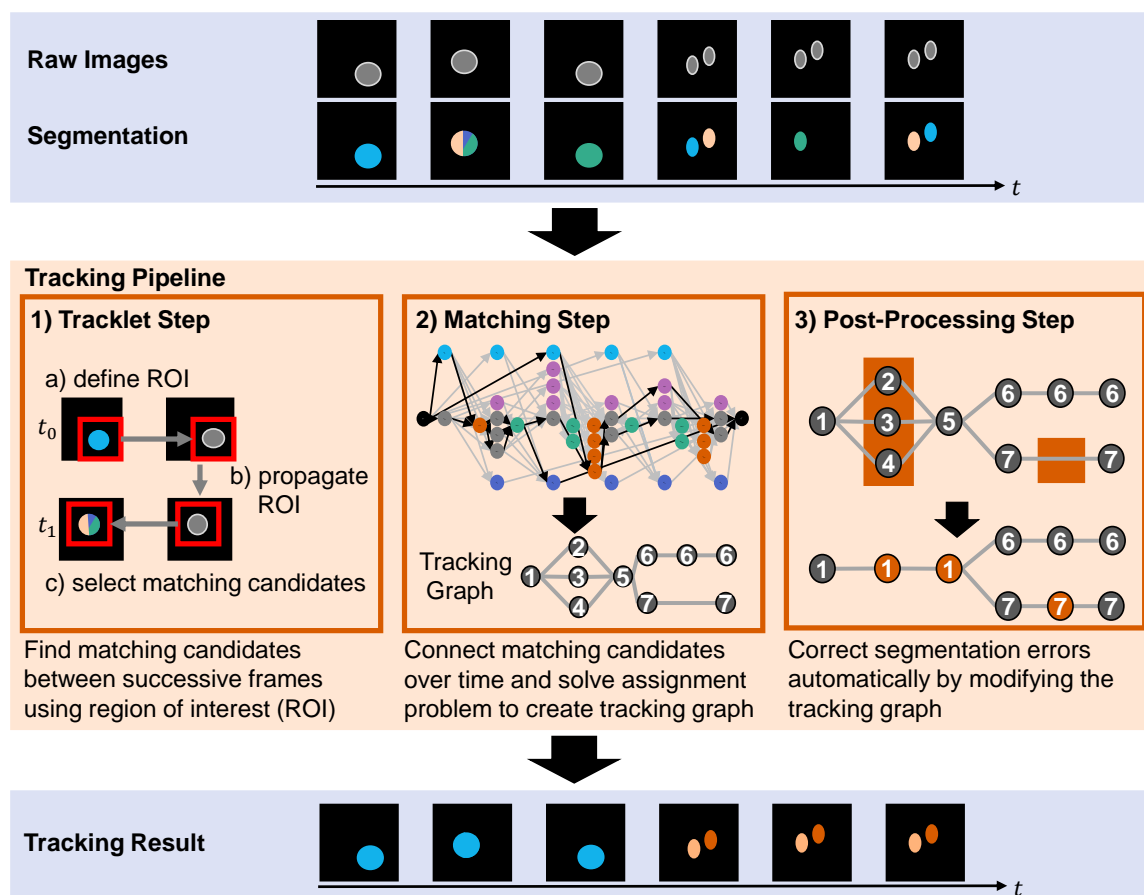 Raw Images
Segmentation
t
Tracking Pipeline
1) Tracklet Step
a) define ROI
t0
b) propagate
ROI
t1
c) select matching candidates
Find matching candidates
between successive frames
using region of interest (ROI)
2) Matching Step
Tracking
Graph
1 2 3 4 5 6 6 6 7 7
Connect matching candidates
over time and solve assignment
problem to create tracking graph
3) Post-Processing Step
1 2 3 4 5 6 6 6 7 7
1 1 1 6 6 6 7 7 7
Correct segmentation errors
automatically by modifying the
tracking graph
Tracking Result
t